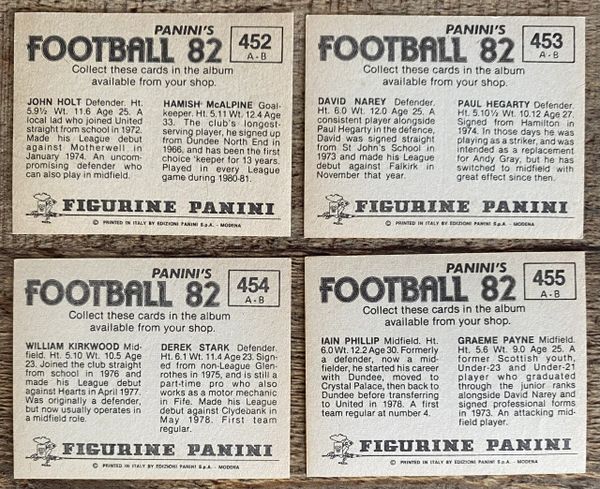 PANINI'S
FOOTBALL 82
452
A - B
Collect these cards in the album
available from your shop.
JOHN HOLT Defender. Ht.
5.9½ Wt. 11.6 Age 25. A
local lad who joined United
straight from school in 1972.
Made his League debut
against Motherwell in
January 1974. An uncom-
promising defender who
can also play in midfield.
HAMISH McALPINE Goal-
keeper. Ht. 5.11 Wt. 12.4 Age
33. The club's longest-
serving player, he signed up
from Dundee North End in
1966, and has been the first
choice 'keeper for 13 years.
Played in every League
game during 1980-81.
FIGURINE PANINI
© PRINTED IN ITALY BY EDIZIONI PANINI S.p.A. - MODENA
PANINI'S
FOOTBALL 82
453
A - B
Collect these cards in the album
available from your shop.
DAVID NAREY Defender.
Ht. 6.0 Wt. 12.0 Age 25. A
consistent player alongside
Paul Hegarty in the defence,
David was signed straight
from St John's School in
1973 and made his League
debut against Falkirk in
November that year.
PAUL HEGARTY Defender.
Ht. 5.10½ Wt. 10.12 Age 27.
Signed from Hamilton in
1974. In those days he was
playing as a striker, and was
intended as a replacement
for Andy Gray, but he has
switched to midfield with
great effect since then.
FIGURINE PANINI
© PRINTED IN ITALY BY EDIZIONI PANINI S.p.A. - MODENA
PANINI'S
FOOTBALL 82
454
A - B
Collect these cards in the album
available from your shop.
WILLIAM KIRKWOOD Mid-
field. Ht. 5.10 Wt. 10.5 Age
23. Joined the club straight
from school in 1976 and
made his League debut
against Hearts in April 1977.
Was originally a defender,
but now usually operates in
a midfield role.
DEREK STARK Defender.
Ht. 6.1 Wt. 11.4 Age 23. Sign-
ed from non-League Glen-
rothes in 1975, and is still a
part-time pro who also
works as a motor mechanic
in Fife. Made his League
debut against Clydebank in
May 1978. First team
regular.
FIGURINE PANINI
© PRINTED IN ITALY BY EDIZIONI PANINI S.p.A. - MODENA
PANINI'S
FOOTBALL 82
455
A - B
Collect these cards in the album
available from your shop.
IAIN PHILLIP Midfield. Ht.
6.0 Wt. 12.2 Age 30. Formerly
a defender, now a mid-
fielder, he started his career
with Dundee, moved to
Crystal Palace, then back to
Dundee before transferring
to United in 1978. A first
team regular at number 4.
GRAEME PAYNE Midfield.
Ht. 5.6 Wt. 9.0 Age 25. A
former Scottish youth,
Under-23 and Under-21
player who graduated
through the junior ranks
alongside David Narey and
signed professional forms
in 1973. An attacking mid-
field player.
FIGURINE PANINI
© PRINTED IN ITALY BY EDIZIONI PANINI S.p.A. - MODENA